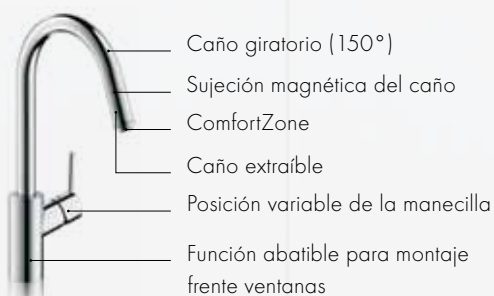 Caño giratorio (150°)
Sujeción magnética del caño
ComfortZone
Caño extraíble
Posición variable de la manecilla
Función abatible para montaje
frente ventanas